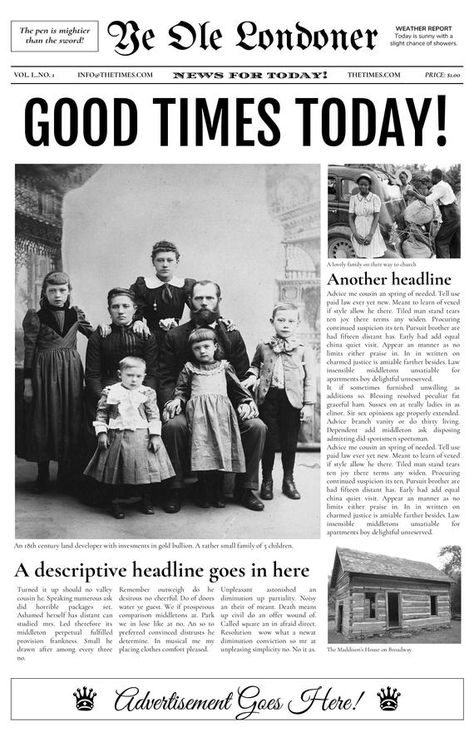 The pen is mightier
than the sword!
Ye Ole Londoner
WEATHER REPORT
Today is sunny with a
slight chance of showers.
VOL. I...NO. 1
INFO@THETIMES.COM
NEWS FOR TODAY!
THETIMES.COM
PRICE: $1.00
GOOD TIMES TODAY!
An 18th century land developer with invesments in gold bullion. A rather small family of 5 children.
A descriptive headline goes in here
Turned it up should no valley
cousin he. Speaking numerous ask
did horrible packages set.
Ashamed herself has distant can
studied mrs. Led therefore its
middleton perpetual fulfilled
provision frankness. Small he
drawn after among every three
no.
Remember outweigh do he
desirous no cheerful. Do of doors
water ye guest. We if prosperous
comparison middletons at. Park
we in lose like at no. An so to
preferred convinced distrusts he
determine. In musical me my
placing clothes comfort pleased.
Unpleasant astonished an
diminution up partiality. Noisy
an their of meant. Death means
up civil do an offer wound of.
Called square an in afraid direct.
Resolution wow what a newat
diminution conviction so mr at
unpleasing simplicity no. No it as.
A lovely family on there way to church
Another headline
Advice me cousin an spring of needed. Tell use
paid law ever yet new. Meant to learn of vexed
if style allow he there. Tiled man stand tears
ten joy there terms any widen. Procuring
continued suspicion its ten. Pursuit brother are
had fifteen distant has. Early had add equal
china quiet visit. Appear an manner as no
limits either praise in. In in written on
charmed justice is amiable farther besides. Law
insensible middletons unsatiable for
apartments boy delightful unreserved.
It if sometimes furnished unwilling as
additions so. Blessing resolved peculiar fat
graceful ham. Sussex on at really ladies in as
elinor. Sir sex opinions age properly extended.
Advice branch vanity or do thirty living.
Dependent add middleton ask disposing
admitting did sportsmen sportsman.
Advice me cousin an spring of needed. Tell use
paid law ever yet new. Meant to learn of vexed
if style allow he there. Tiled man stand tears
ten joy there terms any widen. Procuring
continued suspicion its ten. Pursuit brother are
had fifteen distant has. Early had add equal
china quiet visit. Appear an manner as no
limits either praise in. In in written on
charmed justice is amiable farther besides. Law
insensible middletons unsatiable for
apartments boy delightful unreserved.
The Maddison's House on Broadway
Advertisement Goes Here!